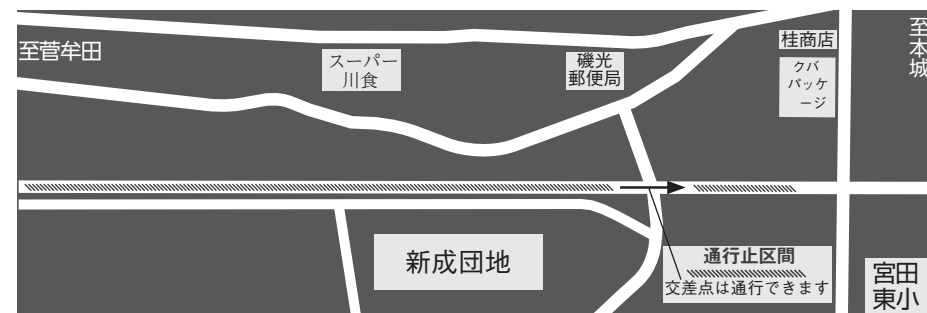 至菅牟田
スーパー
川食
磯光
郵便局
桂商店
クバ
パッケ
ージ
至本城
新成団地
通行止区間
交差点は通行できます
宮田
東小